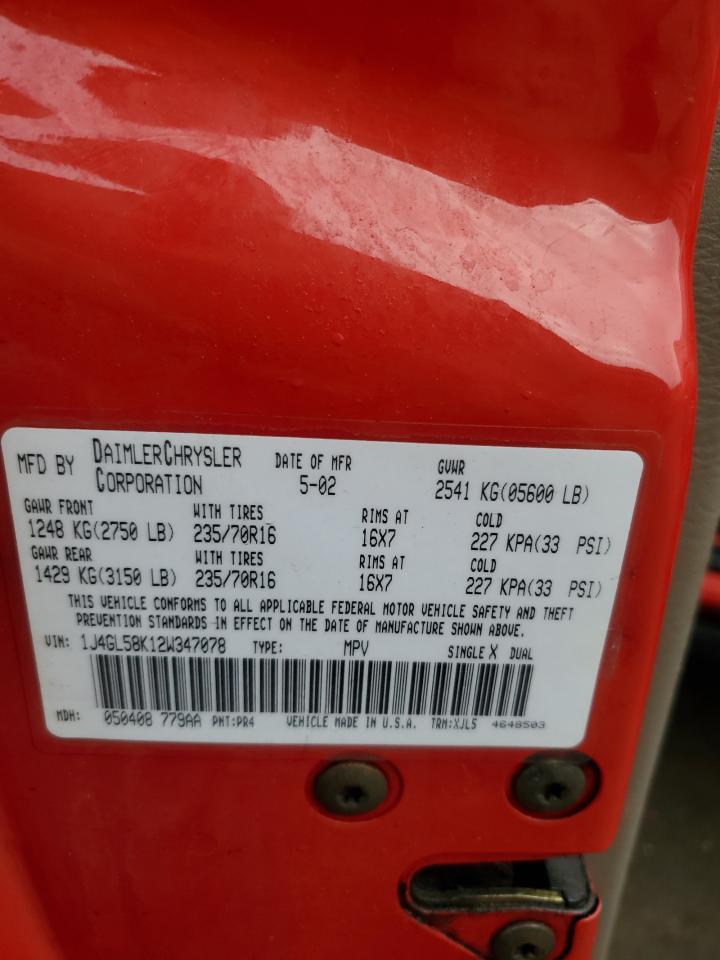 MFD BY DAIMLERCHRYSLER CORPORATION
DATE OF MFR 5-02
GVWR 2541 KG(05600 LB)
GAWR FRONT WITH TIRES RIMS AT COLD
1248 KG(2750 LB) 235/70R16 16X7 227 KPA(33 PSI)
GAWR REAR WITH TIRES RIMS AT COLD
1429 KG(3150 LB) 235/70R16 16X7 227 KPA(33 PSI)
THIS VEHICLE CONFORMS TO ALL APPLICABLE FEDERAL MOTOR VEHICLE SAFETY AND THEFT
PREVENTION STANDARDS IN EFFECT ON THE DATE OF MANUFACTURE SHOWN ABOVE.
VIN: 1J4GL58K12W347078 TYPE: MPV SINGLE X DUAL
MDH: 050408 779AA PNT:PR4 VEHICLE MADE IN U.S.A. TRM:XJL5 4648503